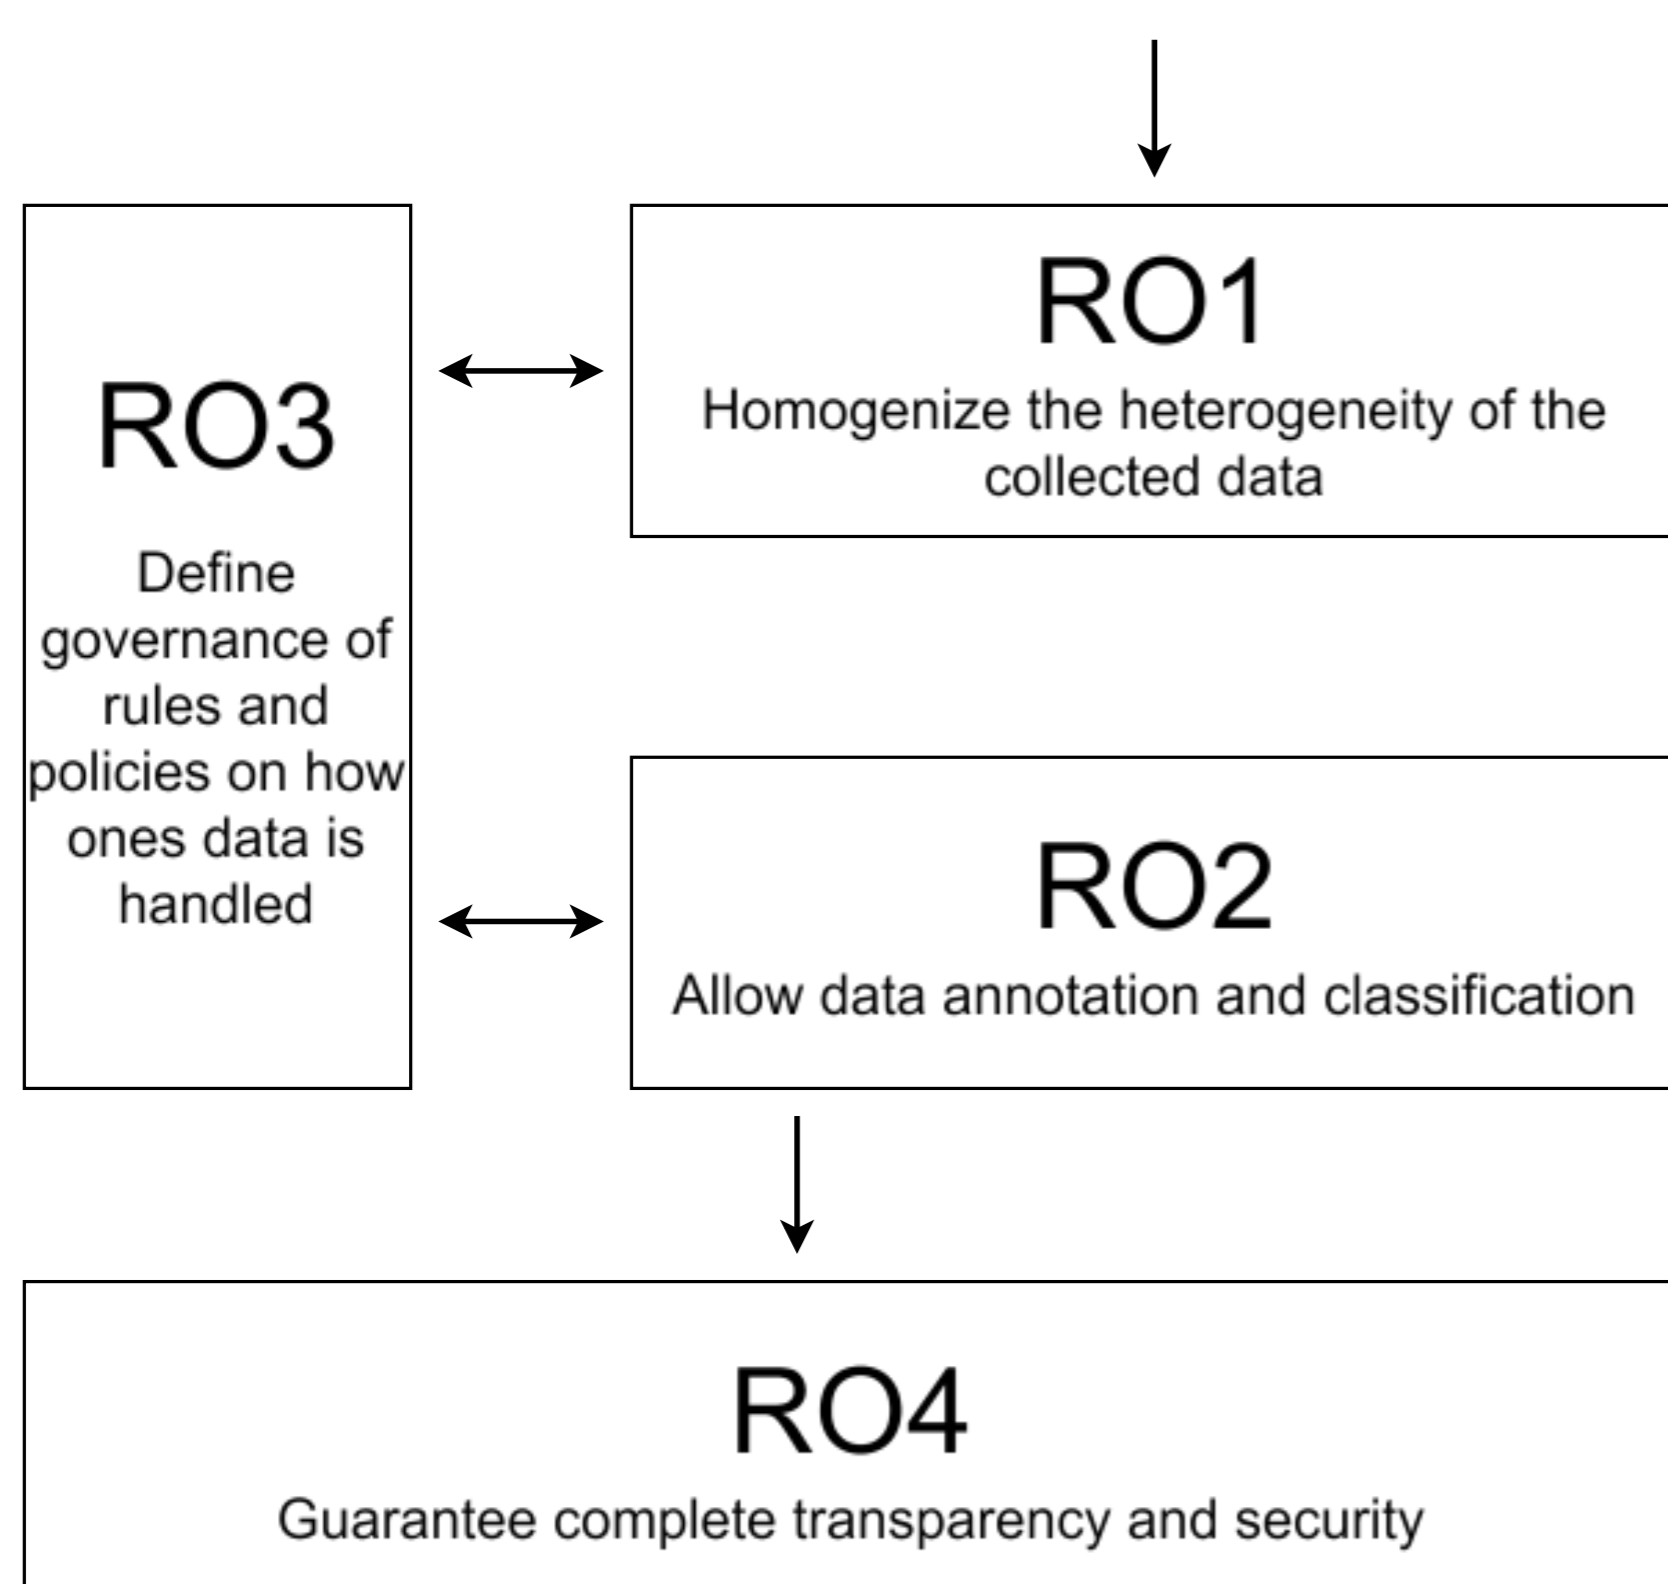 RO1
Homogenize the heterogeneity of the
collected data
RO3
Define
governance of
rules and
policies on how
ones data is
handled
RO2
Allow data annotation and classification
RO4
Guarantee complete transparency and security